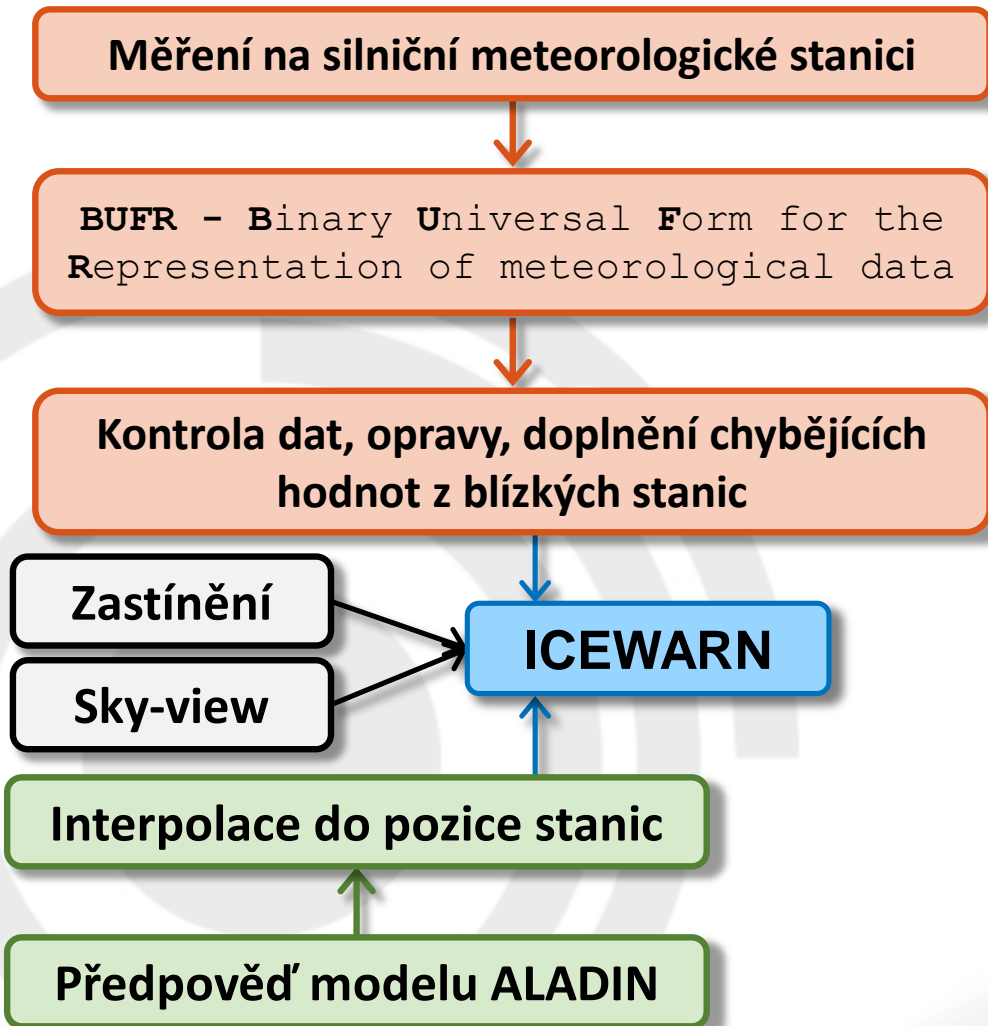 Měření na silniční meteorologické stanici
BUFR - Binary Universal Form for the
Representation of meteorological data
Kontrola dat, opravy, doplnění chybějících
hodnot z blízkých stanic
Zastínění
ICEWARN
Sky-view
Interpolace do pozice stanic
Předpověď modelu ALADIN